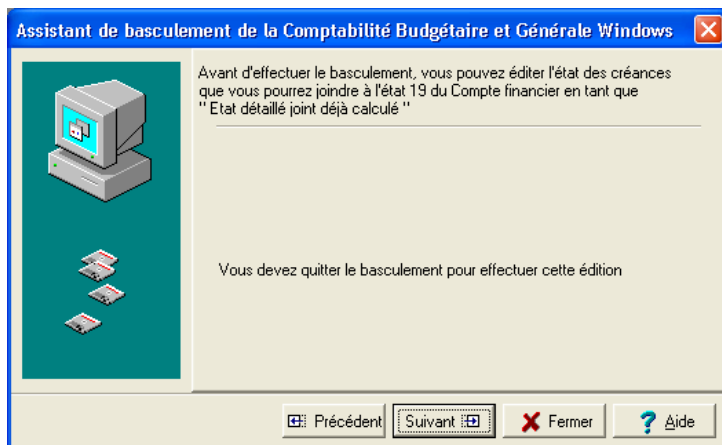 Assistant de basculement de la Comptabilité Budgétaire et Générale Windows
Avant d'effectuer le basculement, vous pouvez éditer l'état des créances
que vous pourrez joindre à l'état 19 du Compte financier en tant que
" Etat détaillé joint déjà calculé "
Vous devez quitter le basculement pour effectuer cette édition
Précédent Suivant Fermer ? Aide